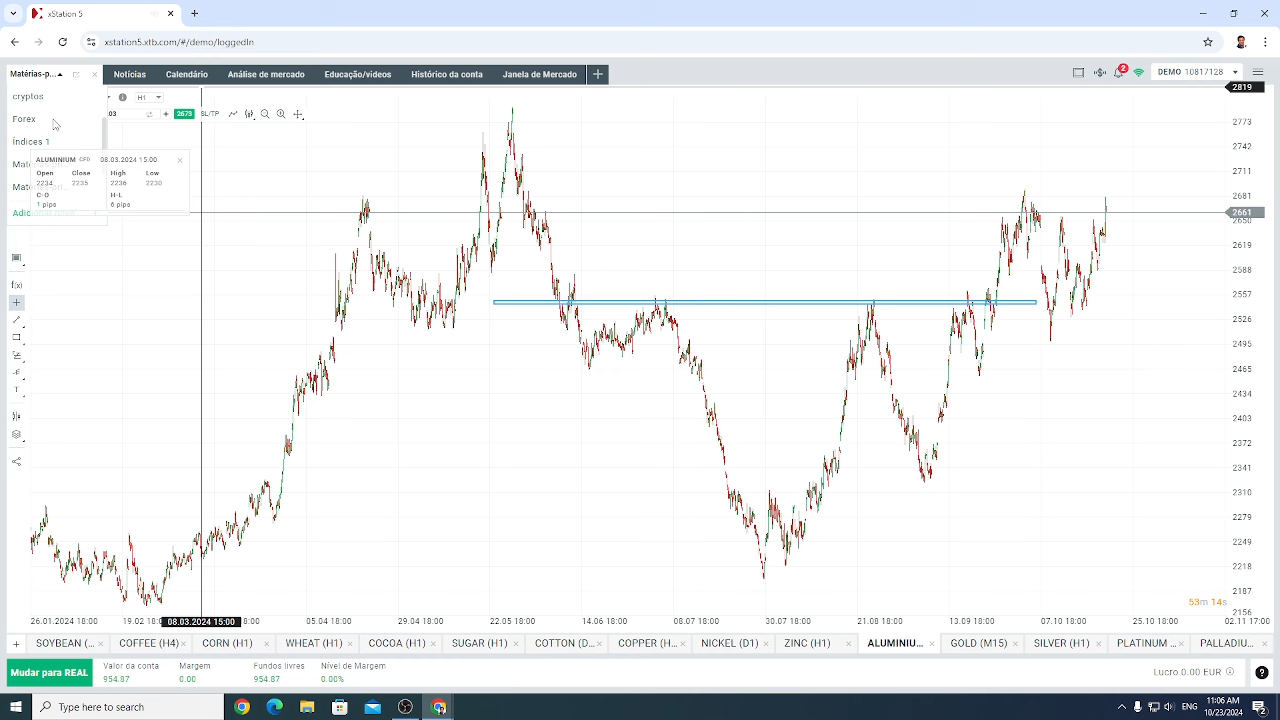 xStation 5
xstation5.xtb.com/#/demo/loggedIn
Matérias-p...
Notícias
Calendário
Análise de mercado
Educação/vídeos
Histórico da conta
Janela de Mercado
2
DEMO 10817128
cryptos
Forex
Índices 1
H1
2673
SL/TP
ALUMINIUM CFD 08.03.2024 15:00
Open Close High Low
2234 2235 2236 2230
C-O H-L
1 pips 6 pips
f(x)
T
2819
2773
2742
2711
2681
2661
2650
2619
2588
2557
2526
2495
2465
2434
2403
2372
2341
2310
2279
2249
2218
2187
2156
53m 14s
26.01.2024 18:00
19.02
08.03.2024 15:00
05.04 18:00
29.04 18:00
22.05 18:00
14.06 18:00
08.07 18:00
30.07 18:00
21.08 18:00
13.09 18:00
07.10 18:00
25.10 18:00
02.11 17:00
SOYBEAN (...
COFFEE (H4)
CORN (H1)
WHEAT (H1)
COCOA (H1)
SUGAR (H1)
COTTON (D...
COPPER (H...
NICKEL (D1)
ZINC (H1)
ALUMINIU...
GOLD (M15)
SILVER (H1)
PLATINUM ...
PALLADIU...
Mudar para REAL
Valor da conta Margem Fundos livres Nível de Margem
954.87 0.00 954.87 0.00%
Lucro 0.00 EUR
Type here to search
11:06 AM
10/23/2024